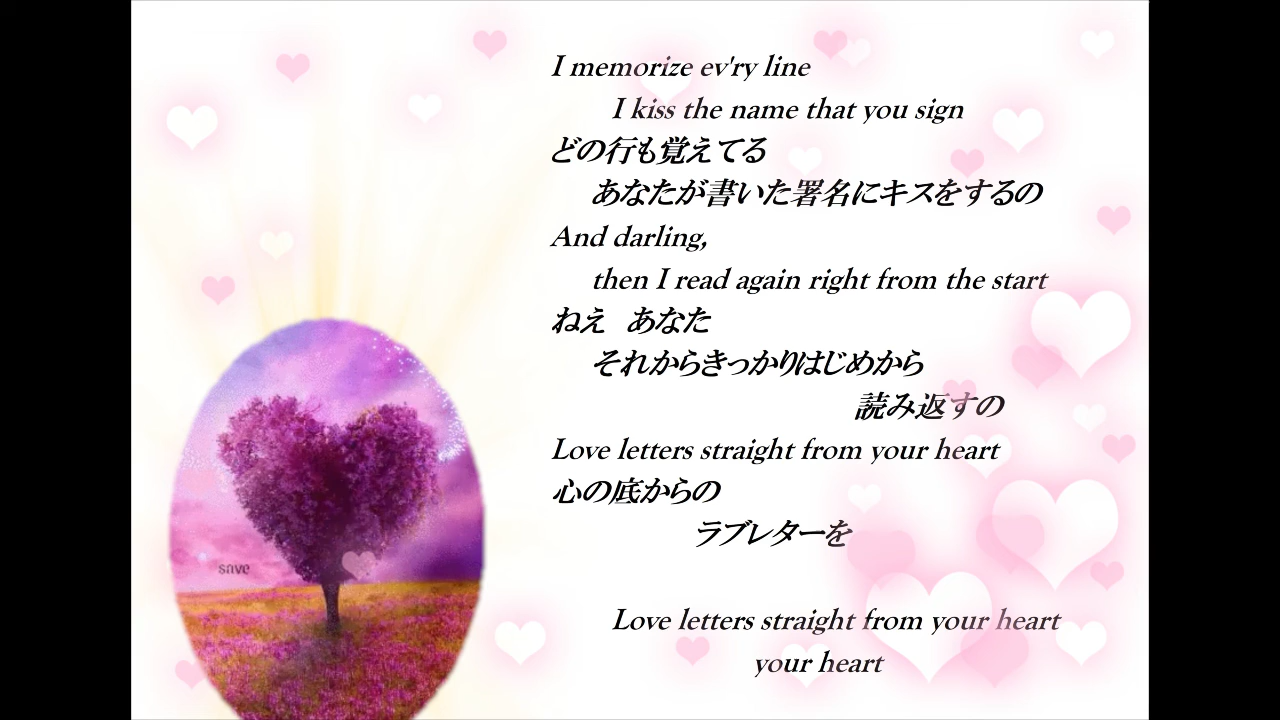 I memorize ev'ry line
I kiss the name that you sign
どの行も覚えてる
あなたが書いた署名にキスをするの
And darling,
then I read again right from the start
ねえ　あなた
それからきっかりはじめから
読み返すの
Love letters straight from your heart
心の底からの
ラブレターを
save
Love letters straight from your heart
your heart